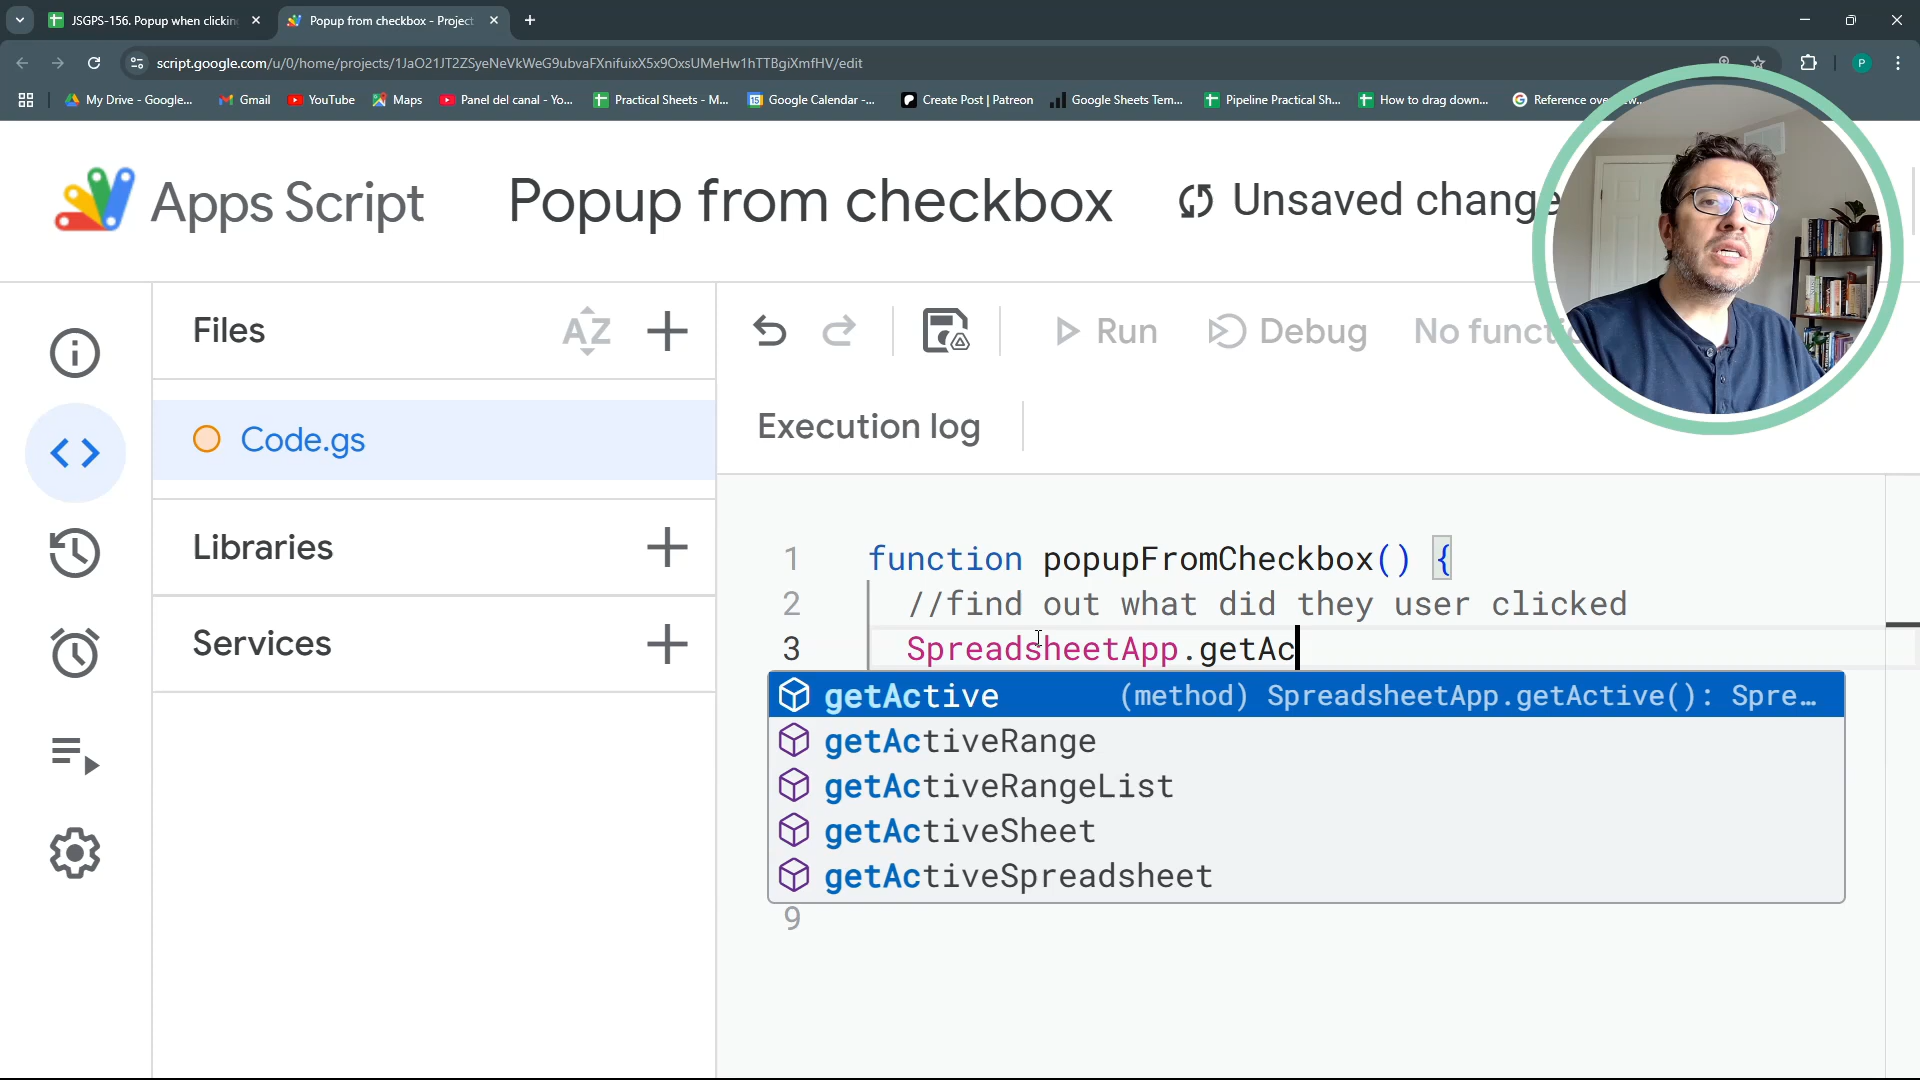 JSGPS-156. Popup when clickin
Popup from checkbox - Project
script.google.com/u/0/home/projects/1JaO21JT2ZSyeNeVkWeG9ubvaFXnifuixX5x9OxsUMeHw1hTTBgiXmfHV/edit
P
My Drive - Google...
Gmail
YouTube
Maps
Panel del canal - Yo...
Practical Sheets - M...
Google Calendar -...
Create Post | Patreon
Google Sheets Tem...
Pipeline Practical Sh...
How to drag down...
Reference
Apps Script
Popup from checkbox
Unsaved change
Files
AZ
Run
Debug
No functi
Code.gs
Execution log
Libraries
Services
1 function popupFromCheckbox() {
2 //find out what did they user clicked
3 SpreadsheetApp.getAc
getActive (method) SpreadsheetApp.getActive(): Spre...
getActiveRange
getActiveRangeList
getActiveSheet
getActiveSpreadsheet
9